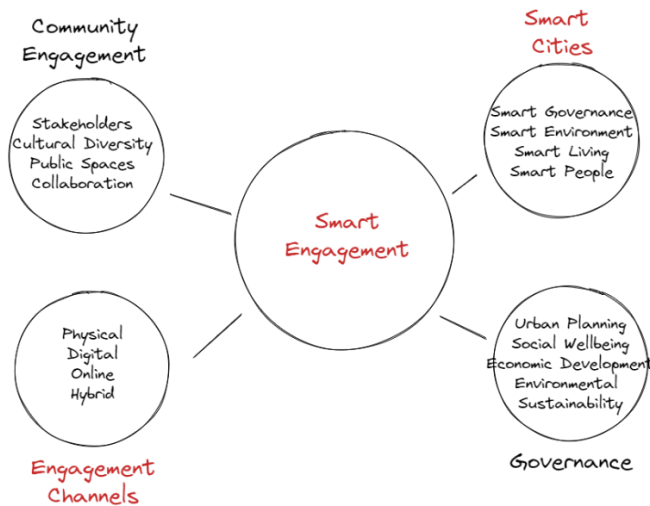 Community
Engagement
Stakeholders
Cultural Diversity
Public Spaces
Collaboration
Smart
Cities
Smart Governance
Smart Environment
Smart Living
Smart People
Smart
Engagement
Physical
Digital
Online
Hybrid
Engagement
Channels
Urban Planning
Social Wellbeing
Economic Development
Environmental
Sustainability
Governance